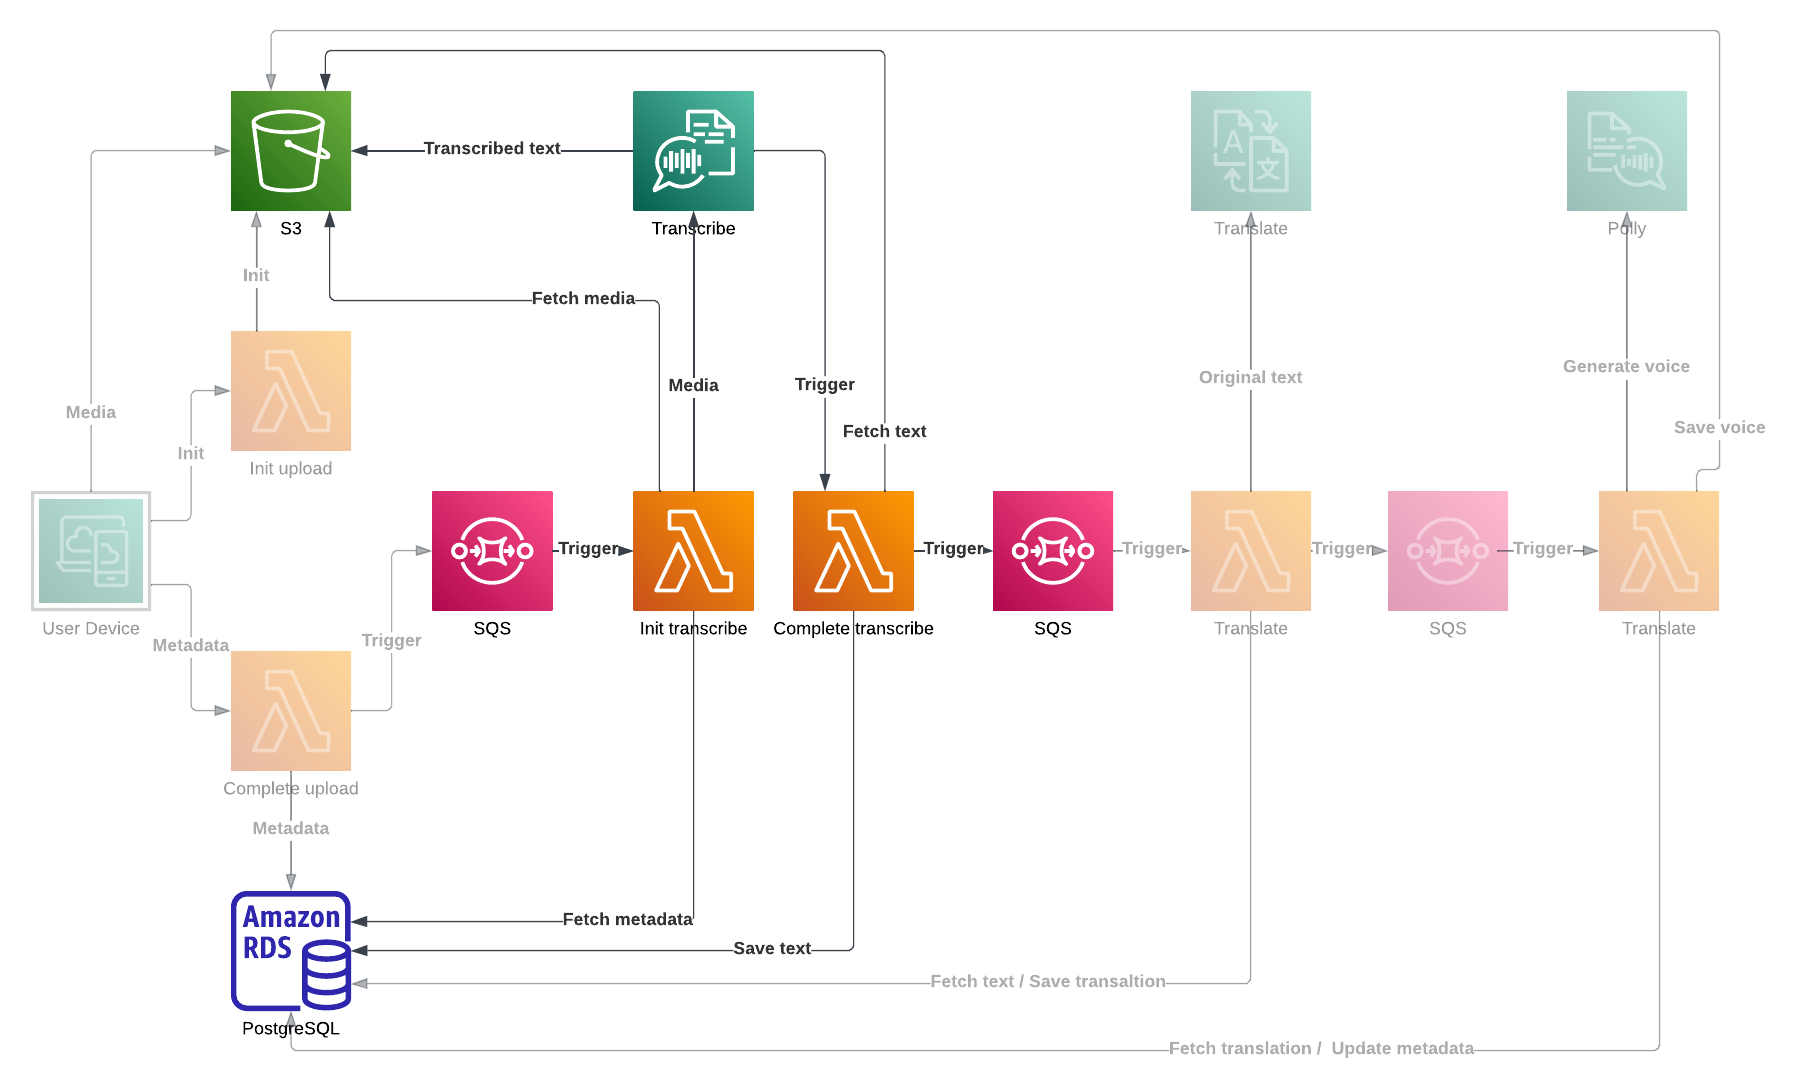 Transcribed text
S3
Transcribe
Translate
A
文
Polly
Init
Fetch media
Original text
Generate voice
Media
Trigger
Media
Fetch text
Save voice
Init
Init upload
Trigger
Trigger
Trigger
Trigger
Trigger
User Device
SQS
Init transcribe
Complete transcribe
SQS
Translate
SQS
Translate
Metadata
Trigger
Complete upload
Metadata
Amazon
RDS
Fetch metadata
Save text
Fetch text / Save transaltion
PostgreSQL
Fetch translation /  Update metadata